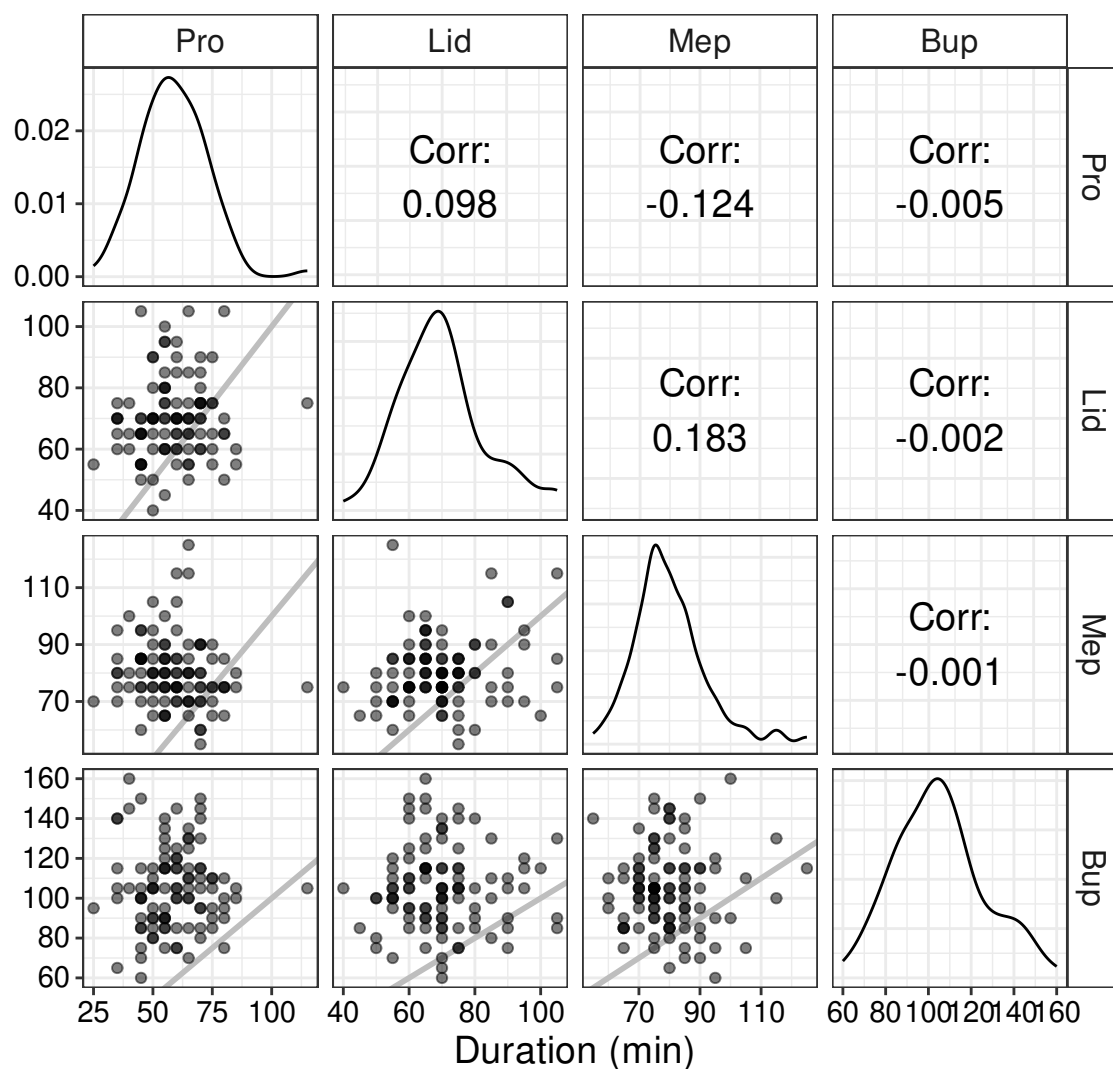 Pro Lid Mep Bup
0.02
0.01
0.00
Corr:
0.098
Corr:
-0.124
Corr:
-0.005
Pro
100
80
60
40
Corr:
0.183
Corr:
-0.002
Lid
110
90
70
Corr:
-0.001
Mep
160
140
120
100
80
60
Bup
25 50 75 100 40 60 80 100 70 90 110 60 80 100 120 140 160
Duration (min)